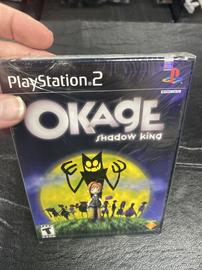 PlayStation 2
OKAGE
Shadow King
T